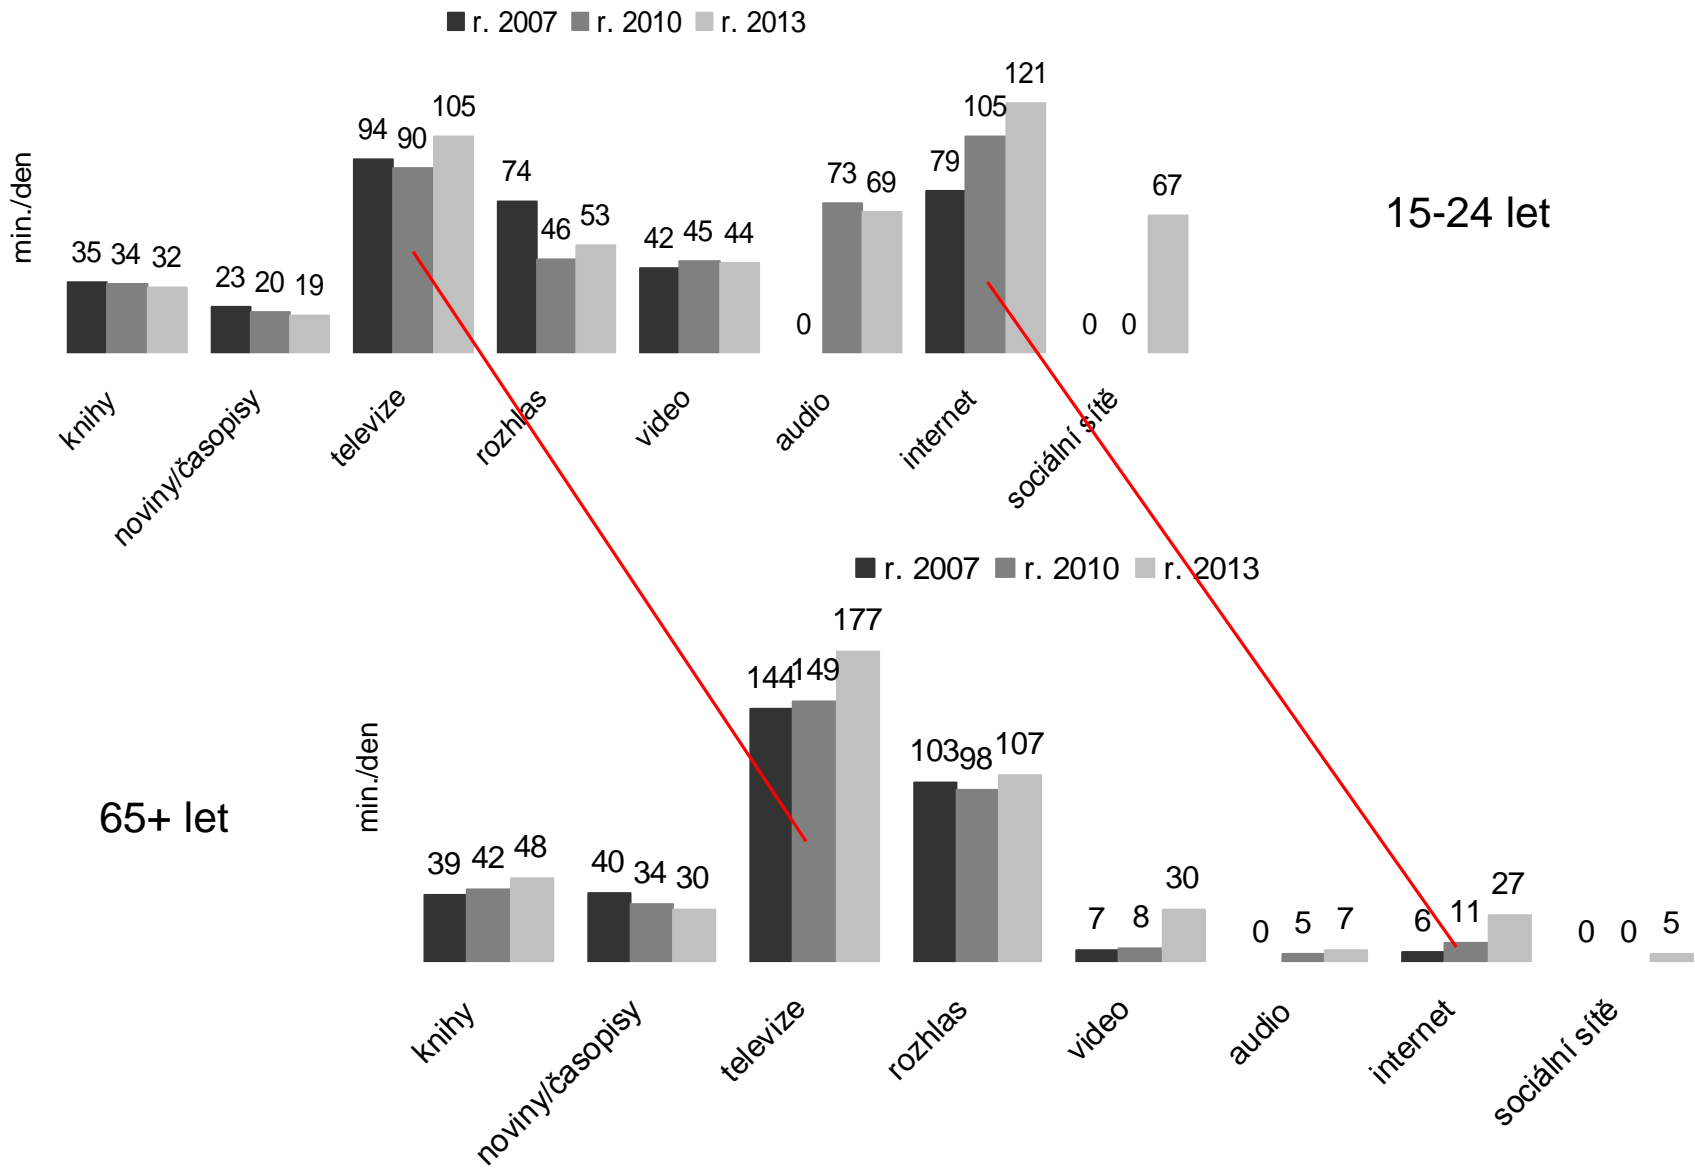 r. 2007 r. 2010 r. 2013
min./den
35 34 32
23 20 19
94 90 105
74 46 53
42 45 44
0 73 69
79 105 121
0 0 67
15-24 let
knihy
noviny/časopisy
televize
rozhlas
video
audio
internet
sociální sítě
r. 2007 r. 2010 r. 2013
65+ let
min./den
39 42 48
40 34 30
144 149 177
103 98 107
7 8 30
0 5 7
6 11 27
0 0 5
knihy
noviny/časopisy
televize
rozhlas
video
audio
internet
sociální sítě